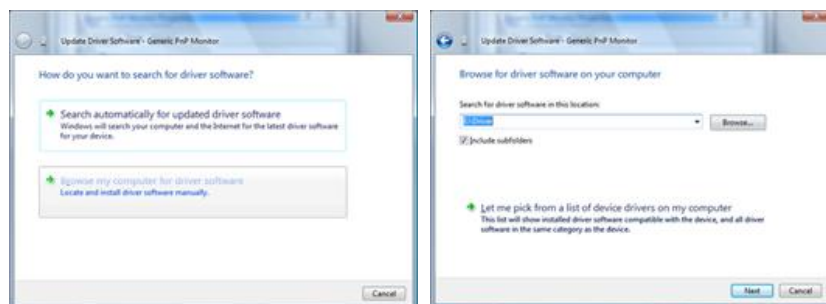 Update Driver Software - Generic PnP Monitor
How do you want to search for driver software?
Search automatically for updated driver software
Windows will search your computer and the Internet for the latest driver software
for your device.
Browse my computer for driver software
Locate and install driver software manually.
Cancel
Update Driver Software - Generic PnP Monitor
Browse for driver software on your computer
Search for driver software in this location:
Browse...
Include subfolders
Let me pick from a list of device drivers on my computer
This list will show installed driver software compatible with the device, and all driver
software in the same category as the device.
Next
Cancel